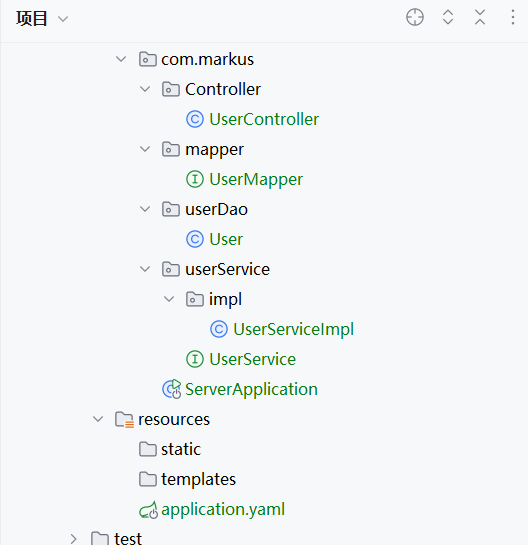 项目
com.markus
Controller
UserController
mapper
UserMapper
userDao
User
userService
impl
UserServiceImpl
UserService
ServerApplication
resources
static
templates
application.yaml
test